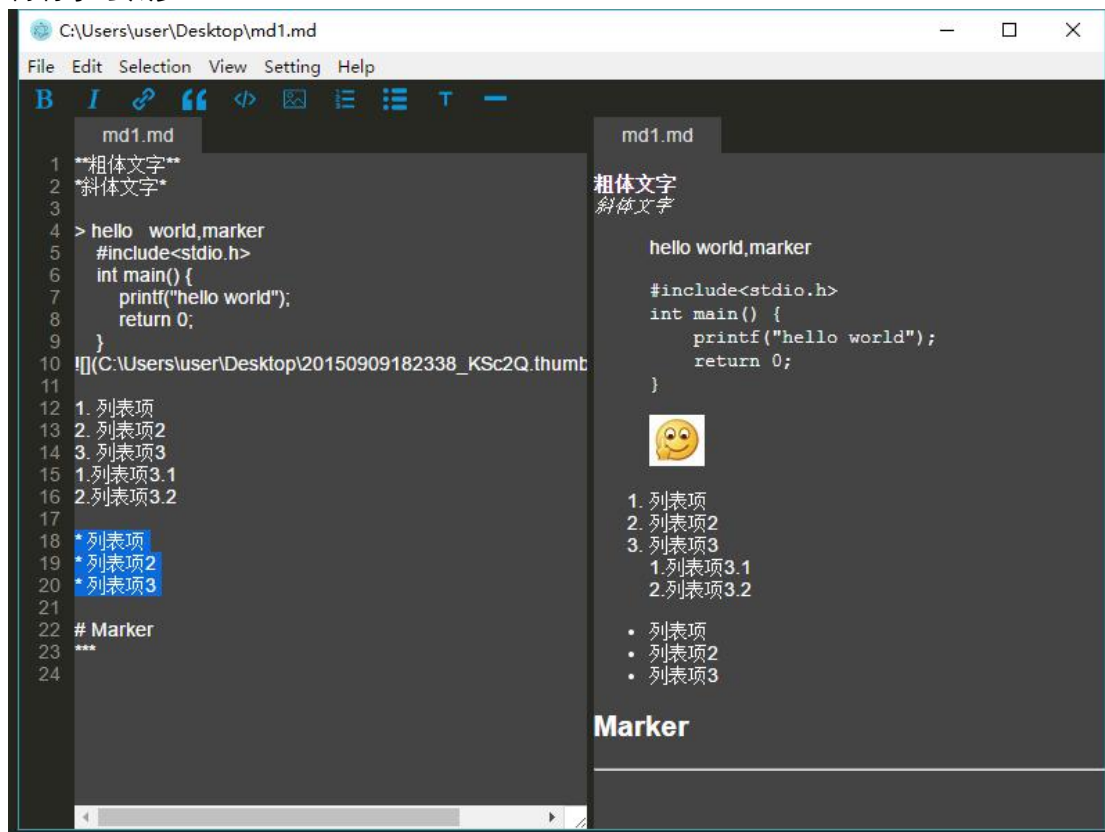 C:\Users\user\Desktop\md1.md
File Edit Selection View Setting Help
B I T
md1.md
1 **粗体文字**
2 *斜体文字*
3
4 > hello   world,marker
5     #include<stdio.h>
6     int main() {
7         printf("hello world");
8         return 0;
9     }
10 ![](C:\Users\user\Desktop\20150909182338_KSc2Q.thumb
11
12 1. 列表项
13 2. 列表项2
14 3. 列表项3
15 1.列表项3.1
16 2.列表项3.2
17
18 * 列表项
19 * 列表项2
20 * 列表项3
21
22 # Marker
23 ***
24
md1.md
粗体文字
斜体文字
hello world,marker
#include<stdio.h>
int main() {
    printf("hello world");
    return 0;
}
1. 列表项
2. 列表项2
3. 列表项3
1.列表项3.1
2.列表项3.2
• 列表项
• 列表项2
• 列表项3
Marker